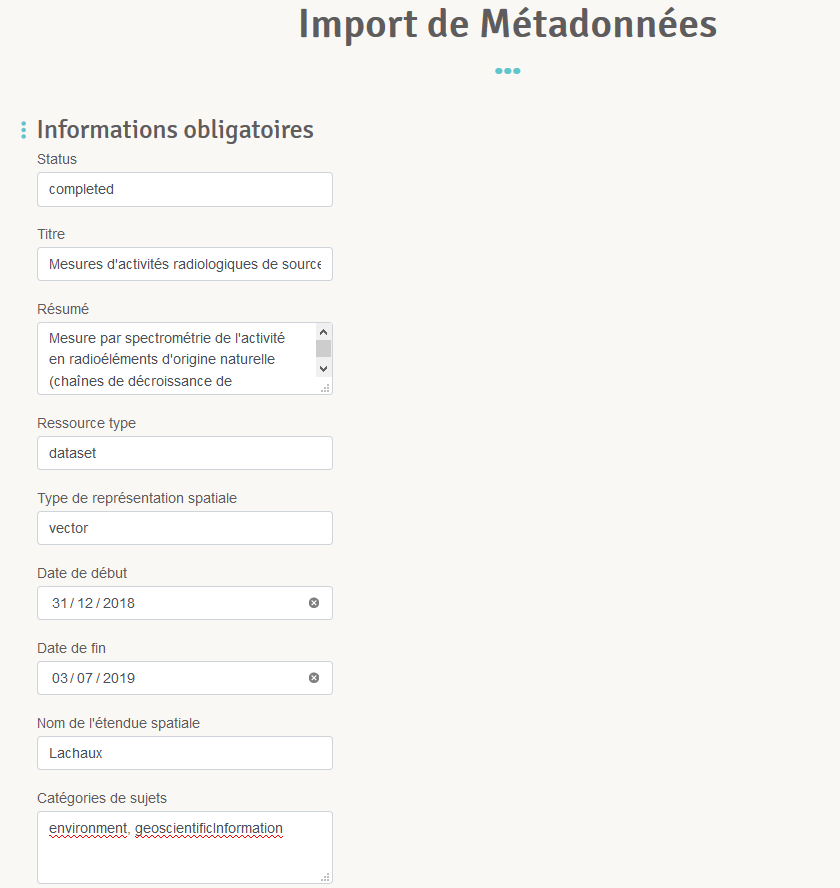 Import de Métadonnées
Informations obligatoires
Status
completed
Titre
Mesures d'activités radiologiques de source
Résumé
Mesure par spectrométrie de l'activité
en radioéléments d'origine naturelle
(chaînes de décroissance de
Ressource type
dataset
Type de représentation spatiale
vector
Date de début
31 / 12 / 2018
Date de fin
03 / 07 / 2019
Nom de l'étendue spatiale
Lachaux
Catégories de sujets
environment, geoscientificInformation